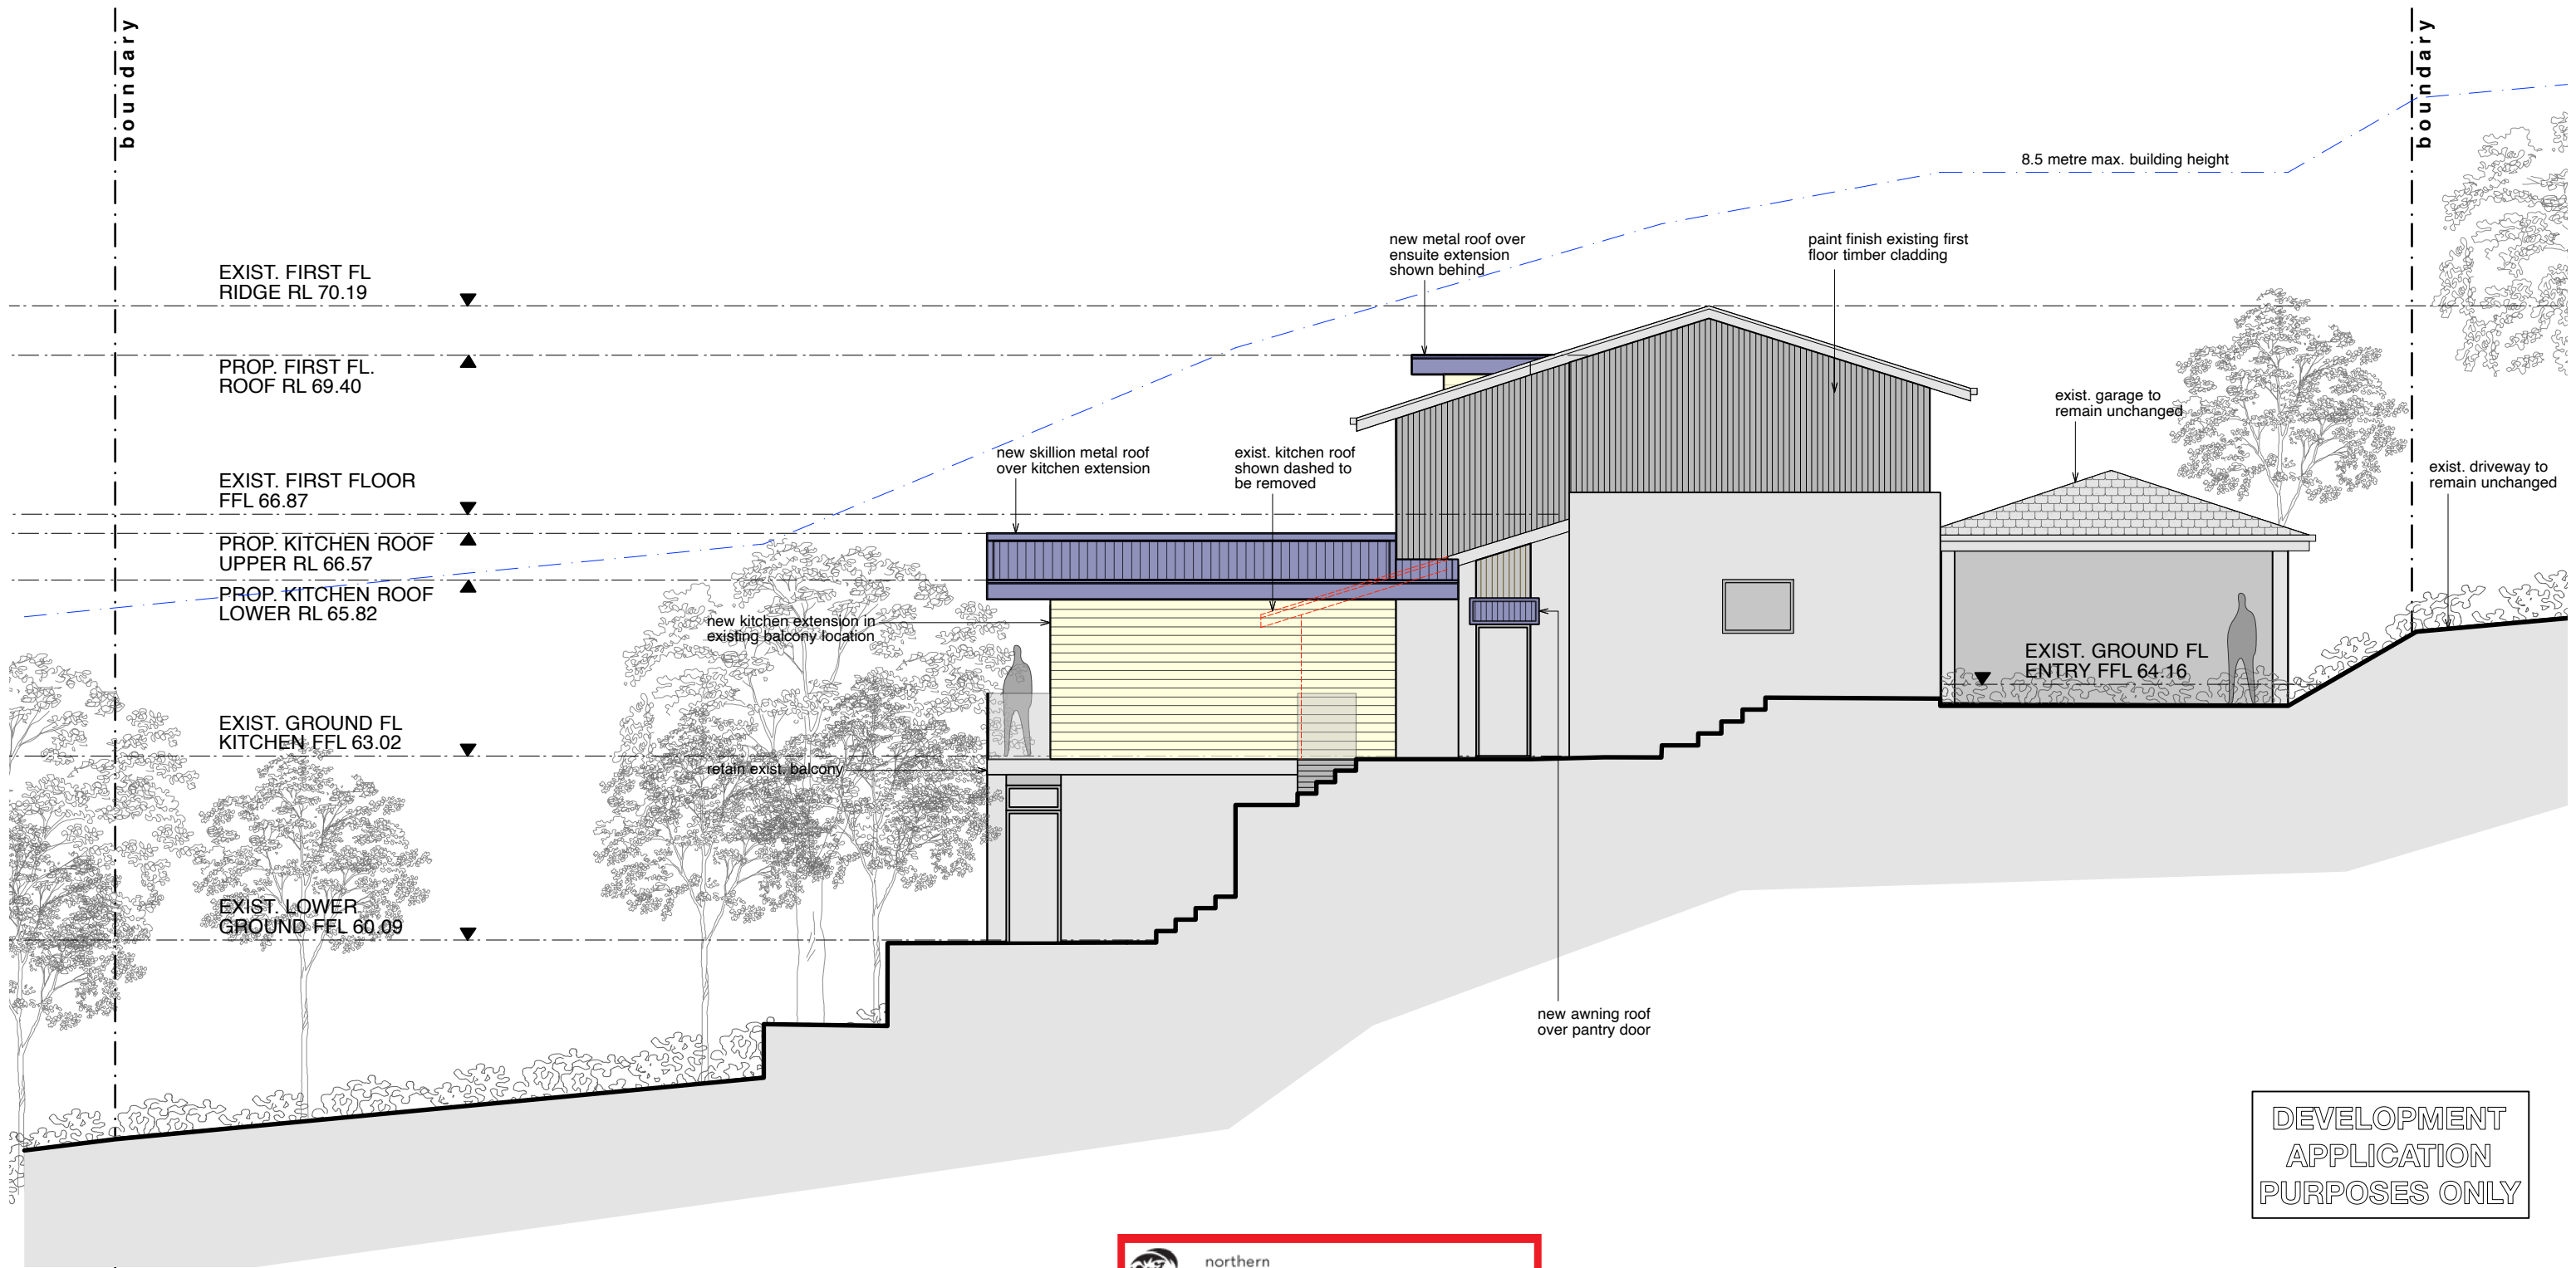 boundary
boundary
8.5 metre max. building height
new metal roof over
ensuite extension
shown behind
paint finish existing first
floor timber cladding
EXIST. FIRST FL
RIDGE RL 70.19
PROP. FIRST FL.
ROOF RL 69.40
exist. garage to
remain unchanged
new skillion metal roof
over kitchen extension
exist. kitchen roof
shown dashed to
be removed
exist. driveway to
remain unchanged
EXIST. FIRST FLOOR
FFL 66.87
PROP. KITCHEN ROOF
UPPER RL 66.57
PROP. KITCHEN ROOF
LOWER RL 65.82
new kitchen extension in
existing balcony location
EXIST. GROUND FL
ENTRY FFL 64.16
EXIST. GROUND FL
KITCHEN FFL 63.02
retain exist. balcony
EXIST. LOWER
GROUND FFL 60.09
new awning roof
over pantry door
DEVELOPMENT
APPLICATION
PURPOSES ONLY
northern